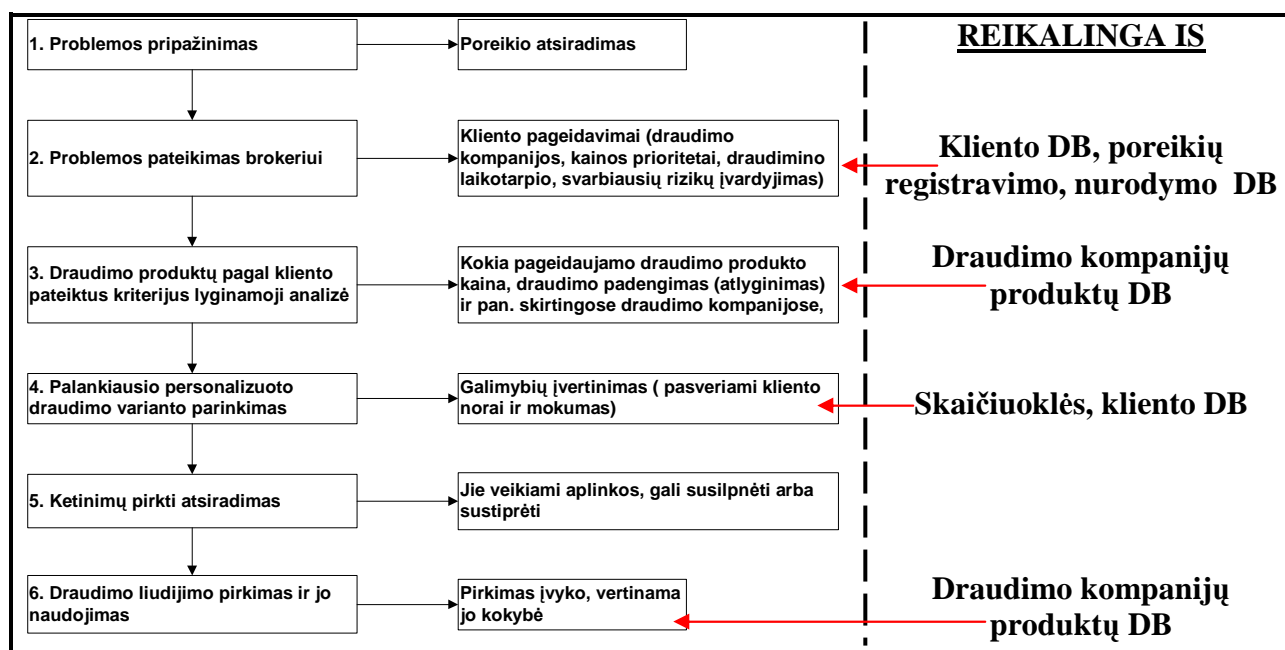 1. Problemos pripažinimas
Poreikio atsiradimas
REIKALINGA IS
2. Problemos pateikimas brokeriui
Kliento pageidavimai (draudimo
kompanijos, kainos prioritetai, draudimino
laikotarpio, svarbiausių rizikų įvardyjimas)
Kliento DB, poreikių
registravimo, nurodymo DB
3. Draudimo produktų pagal kliento
pateiktus kriterijus lyginamoji analizė
Kokia pageidaujamo draudimo produkto
kaina, draudimo padengimas (atlyginimas)
ir pan. skirtingose draudimo kompanijose,
Draudimo kompanijų
produktų DB
4. Palankiausio personalizuoto
draudimo varianto parinkimas
Galimybių įvertinimas ( pasveriami kliento
norai ir mokumas)
Skaičiuoklės, kliento DB
5. Ketinimų pirkti atsiradimas
Jie veikiami aplinkos, gali susilpnėti arba
sustiprėti
6. Draudimo liudijimo pirkimas ir jo
naudojimas
Pirkimas įvyko, vertinama
jo kokybė
Draudimo kompanijų
produktų DB